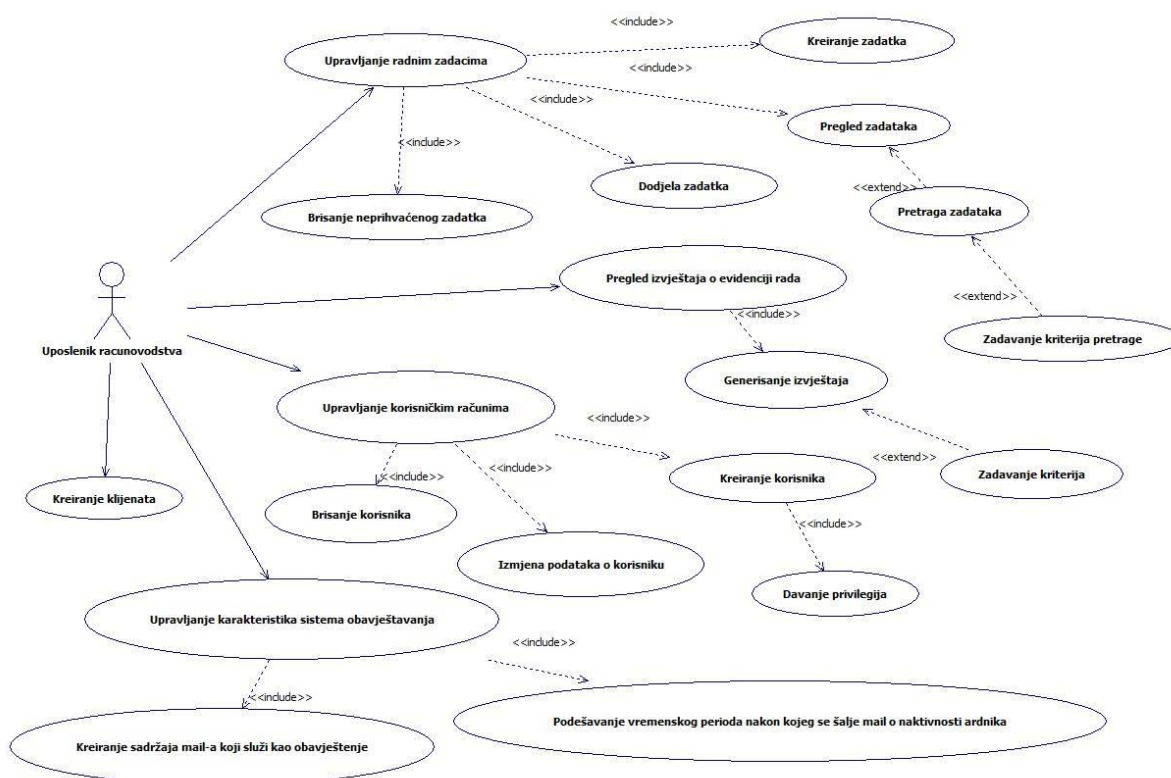 <<include>>
Kreiranje zadatka
Upravljanje radnim zadacima
<<include>>
<<include>>
Pregled zadataka
<<include>>
<<extend>>
Dodjela zadatka
Pretraga zadataka
Brisanje neprihvaćenog zadatka
Pregled izvještaja o evidenciji rada
<<extend>>
<<include>>
Zadavanje kriterija pretrage
Uposlenik racunovodstva
Generisanje izvještaja
Upravljanje korisničkim računima
<<include>>
<<extend>>
<<include>>
<<include>>
Kreiranje korisnika
Zadavanje kriterija
Kreiranje klijenata
Brisanje korisnika
<<include>>
Izmjena podataka o korisniku
Davanje privilegija
Upravljanje karakteristika sistema obavještavanja
<<include>>
<<include>>
Podešavanje vremenskog perioda nakon kojeg se šalje mail o naktivnosti ardnika
Kreiranje sadržaja mail-a koji služi kao obavještenje